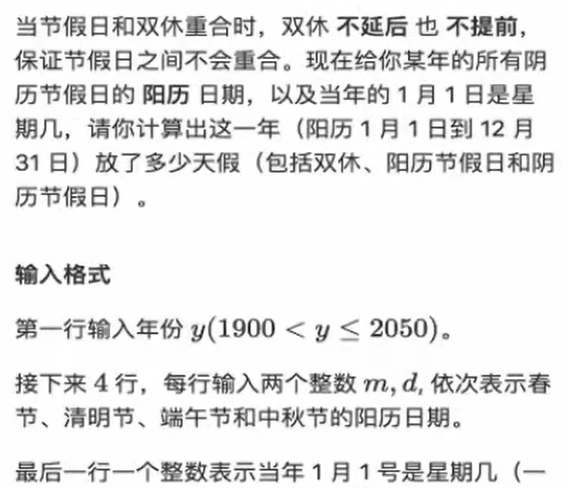 当节假日和双休重合时，双休 不延后 也 不提前，
保证节假日之间不会重合。现在给你某年的所有阴
历节假日的 阳历 日期，以及当年的 1 月 1 日是星
期几，请你计算出这一年（阳历 1 月 1 日到 12 月
31 日）放了多少天假（包括双休、阳历节假日和阴
历节假日）。
输入格式
第一行输入年份 y(1900 < y ≤ 2050)。
接下来 4 行，每行输入两个整数 m, d, 依次表示春
节、清明节、端午节和中秋节的阳历日期。
最后一行一个整数表示当年 1 月 1 号是星期几（一